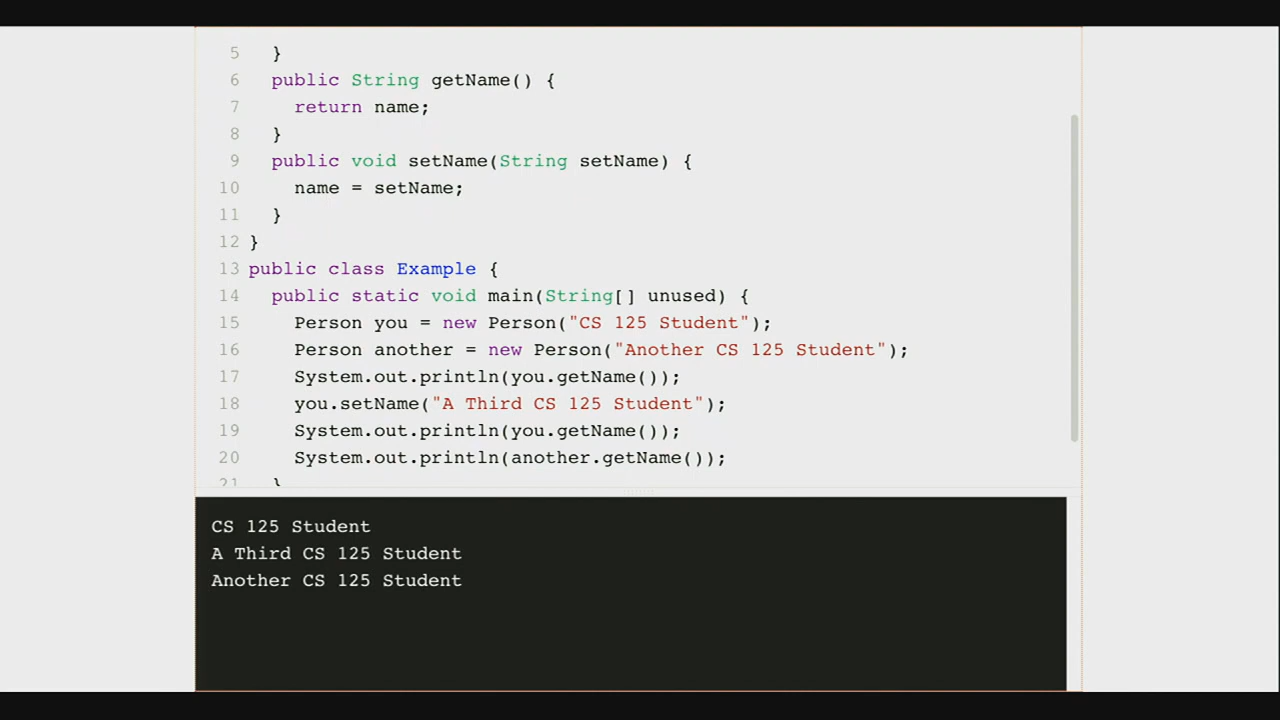 5   }
6   public String getName() {
7     return name;
8   }
9   public void setName(String setName) {
10     name = setName;
11   }
12 }
13 public class Example {
14   public static void main(String[] unused) {
15     Person you = new Person("CS 125 Student");
16     Person another = new Person("Another CS 125 Student");
17     System.out.println(you.getName());
18     you.setName("A Third CS 125 Student");
19     System.out.println(you.getName());
20     System.out.println(another.getName());
21   }
CS 125 Student
A Third CS 125 Student
Another CS 125 Student